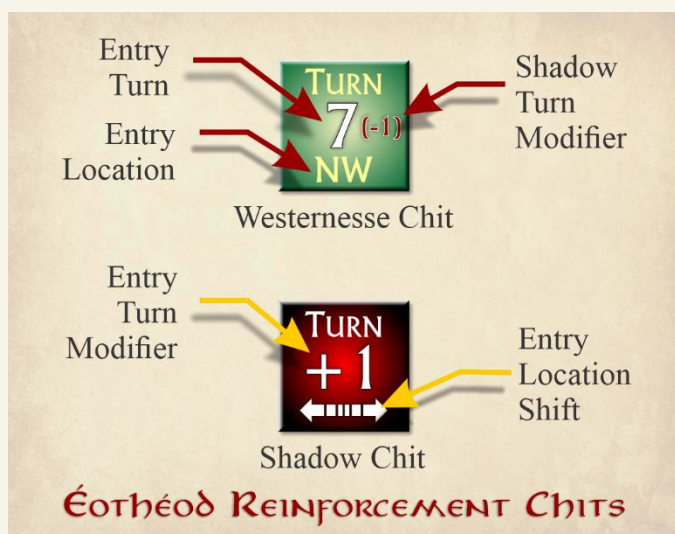 Entry
Turn
Entry
Location
TURN
7 (-1)
NW
Shadow
Turn
Modifier
Westernesse Chit
Entry
Turn
Modifier
TURN
+1
Entry
Location
Shift
Shadow Chit
Éothéod Reinforcement Chits